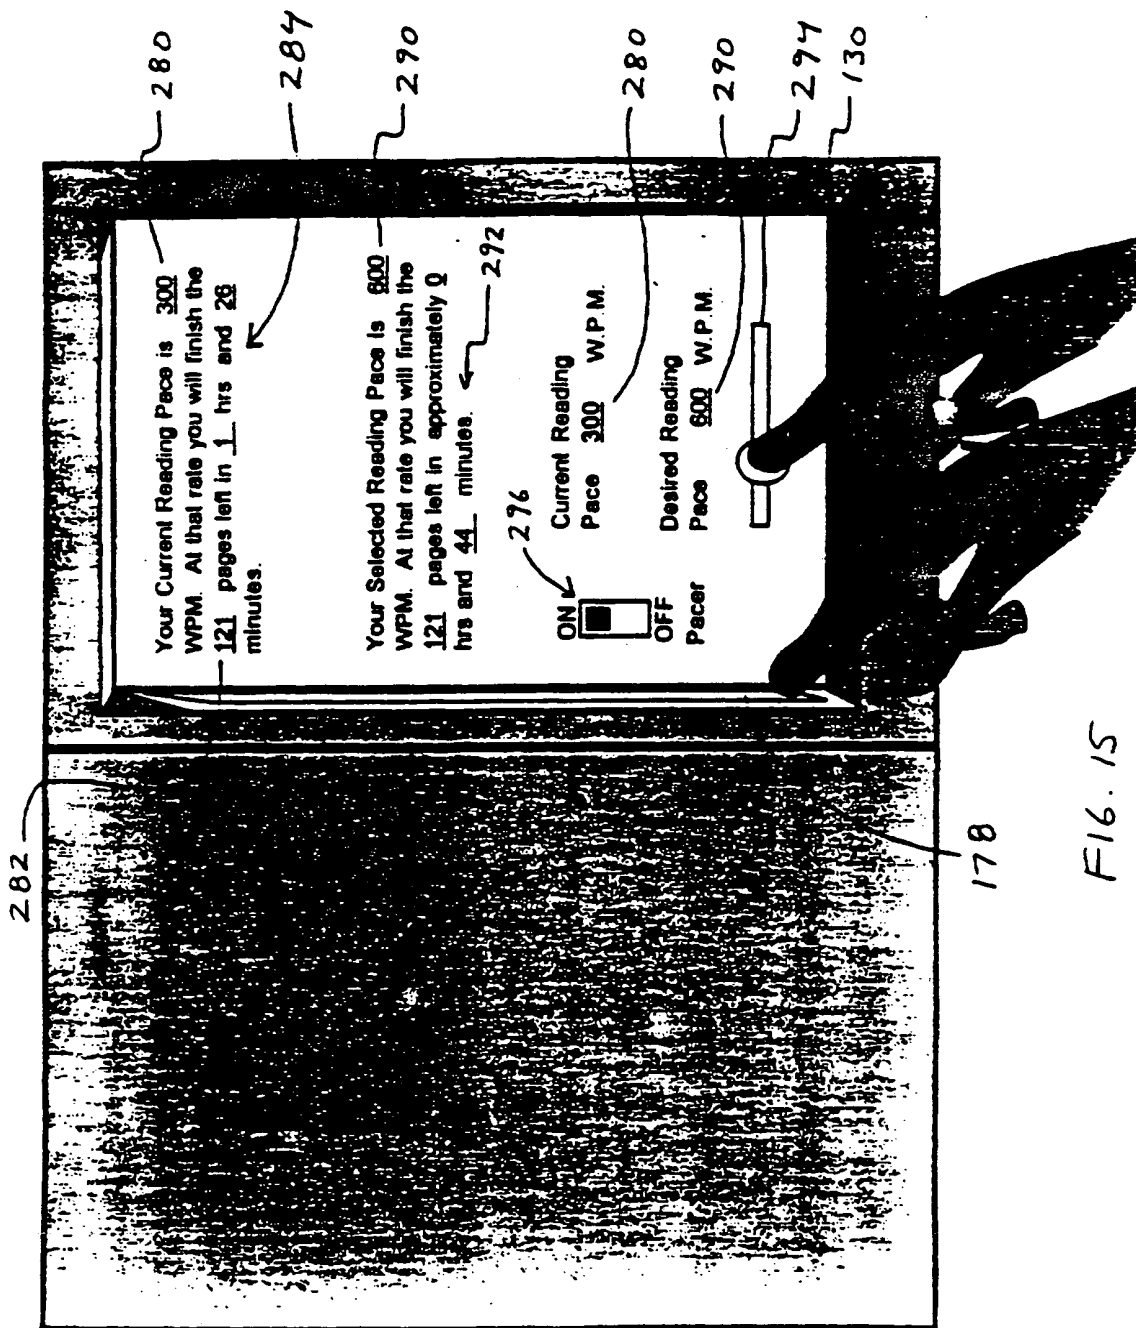 280
284
290
280
290
294
130
Your Current Reading Pace is 300
WPM. At that rate you will finish the
121 pages left in 1 hrs and 26
minutes.
Your Selected Reading Pace is 600
WPM. At that rate you will finish the
121 pages left in approximately 0
hrs and 44 minutes.
292
296
ON
OFF
Pacer
Current Reading
Pace 300 W.P.M.
Desired Reading
Pace 600 W.P.M.
282
178
FIG. 15